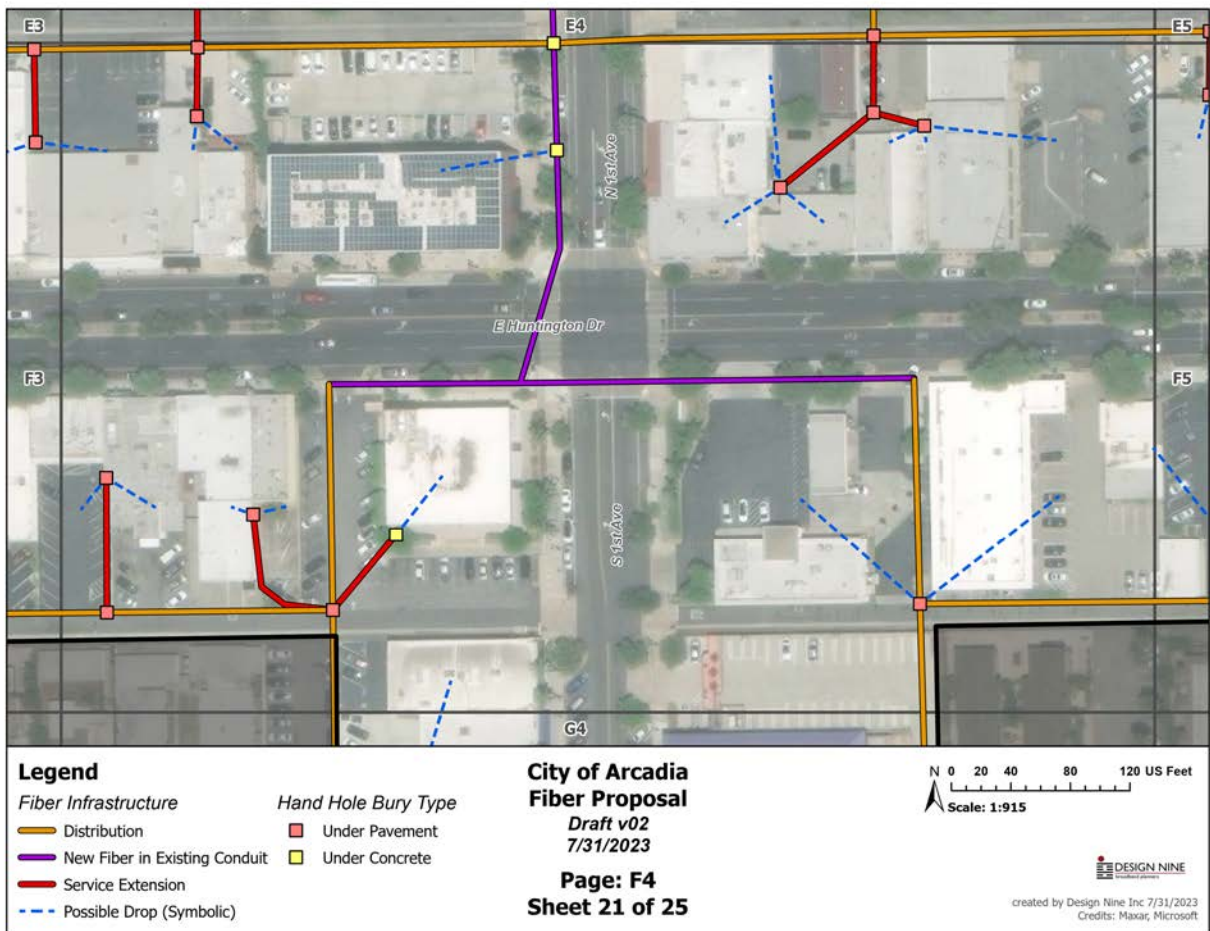 E3
E4
E5
N 1st Ave
E Huntington Dr
F3
F5
S 1st Ave
G4
Legend
Fiber Infrastructure
Distribution
New Fiber in Existing Conduit
Service Extension
Possible Drop (Symbolic)
Hand Hole Bury Type
Under Pavement
Under Concrete
City of Arcadia
Fiber Proposal
Draft v02
7/31/2023
Page: F4
Sheet 21 of 25
N 0 20 40 80 120 US Feet
Scale: 1:915
DESIGN NINE
broadband planners
created by Design Nine Inc 7/31/2023
Credits: Maxar, Microsoft